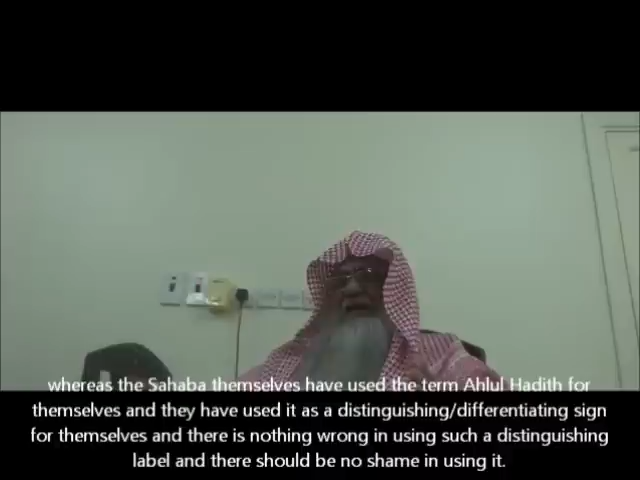 whereas the Sahaba themselves have used the term Ahlul Hadith for
themselves and they have used it as a distinguishing/differentiating sign
for themselves and there is nothing wrong in using such a distinguishing
label and there should be no shame in using it.